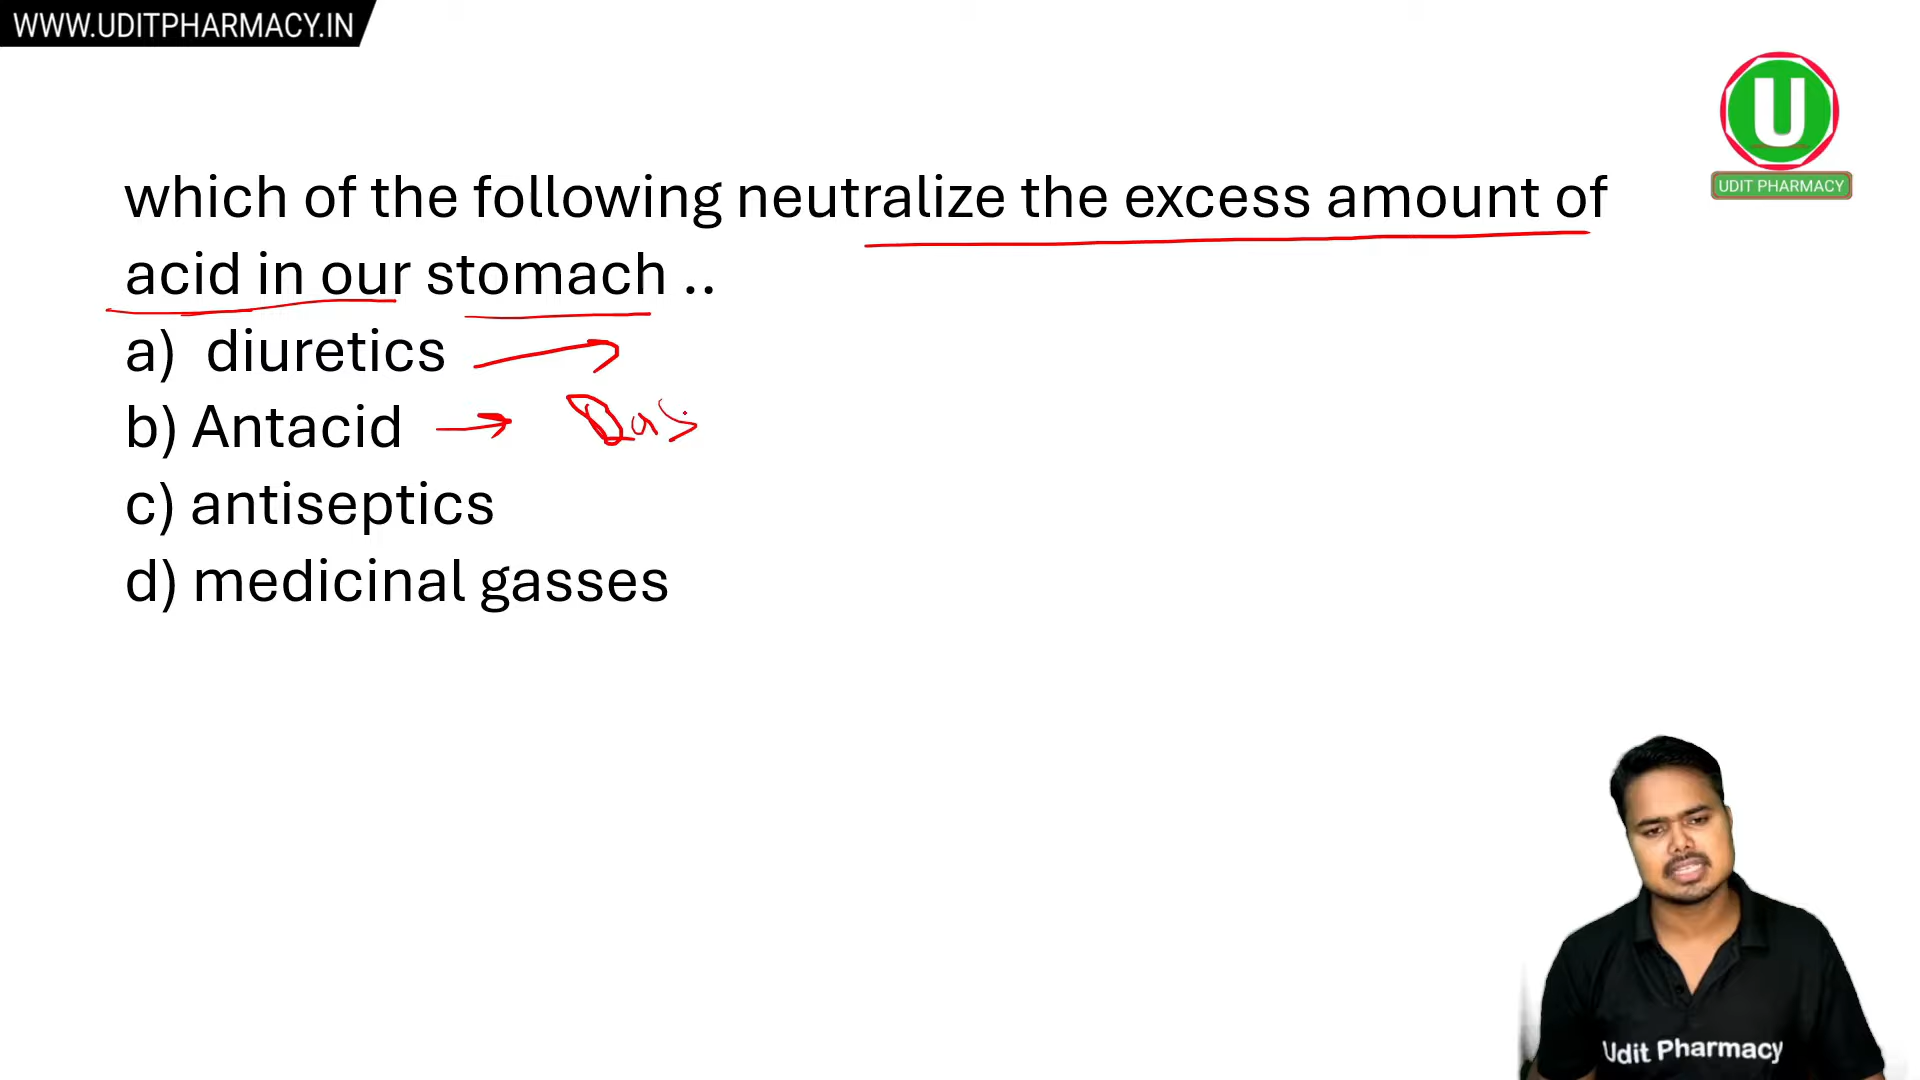 WWW.UDITPHARMACY.IN
U
UDIT PHARMACY
which of the following neutralize the excess amount of
acid in our stomach ..
a) diuretics
b) Antacid
c) antiseptics
d) medicinal gasses
Udit Pharmacy